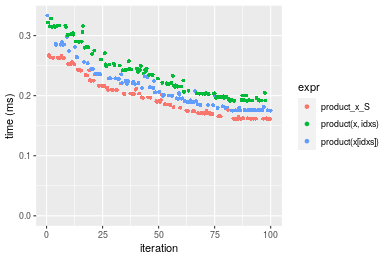 0.3
0.2
0.1
0.0
time (ms)
0
25
50
75
100
iteration
expr
product_x_S
product(x, idxs)
product(x[idxs])